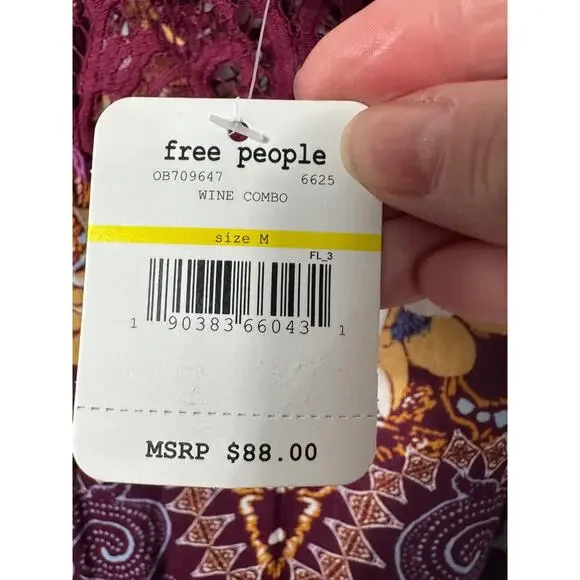 free people
OB709647 6625
WINE COMBO
size M
FL_3
1 90383 66043 1
MSRP $88.00